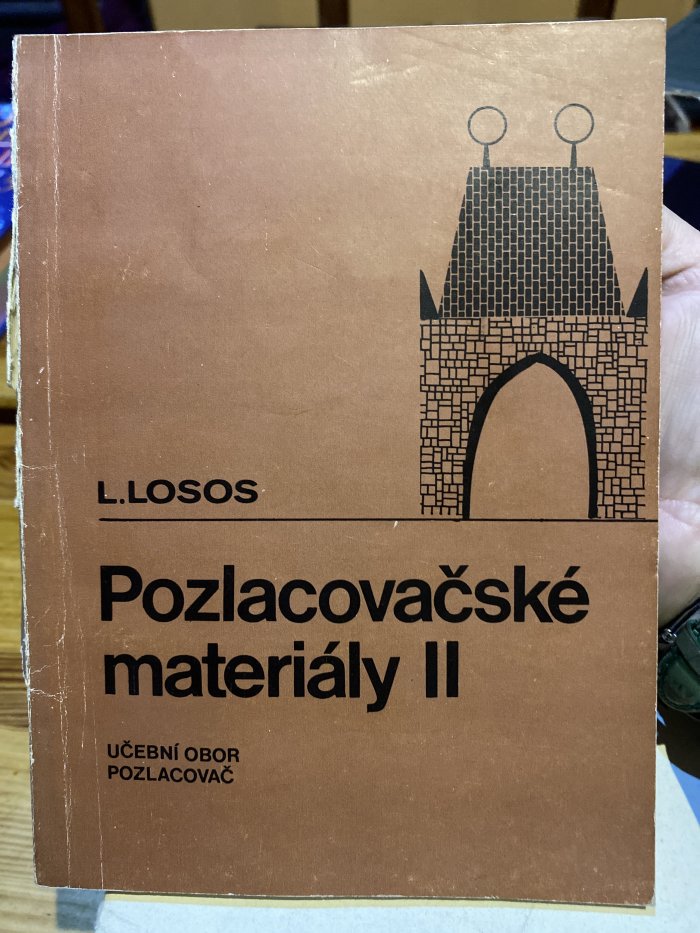 L.LOSOS
Pozlacovačské
materiály II
UČEBNÍ OBOR
POZLACOVAČ